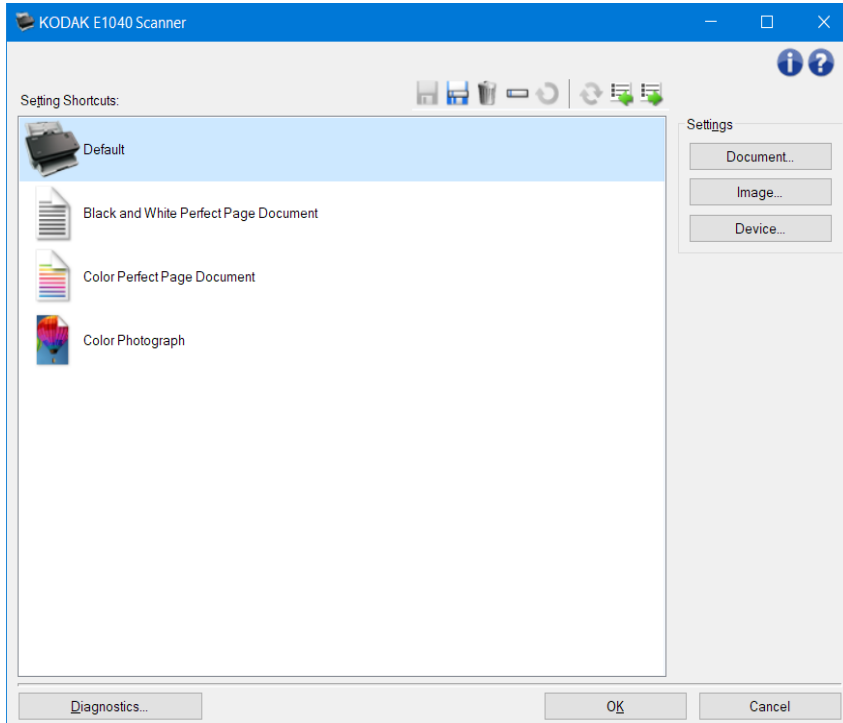 KODAK E1040 Scanner
Setting Shortcuts:
Default
Black and White Perfect Page Document
Color Perfect Page Document
Color Photograph
Settings
Document...
Image...
Device...
Diagnostics...
OK
Cancel